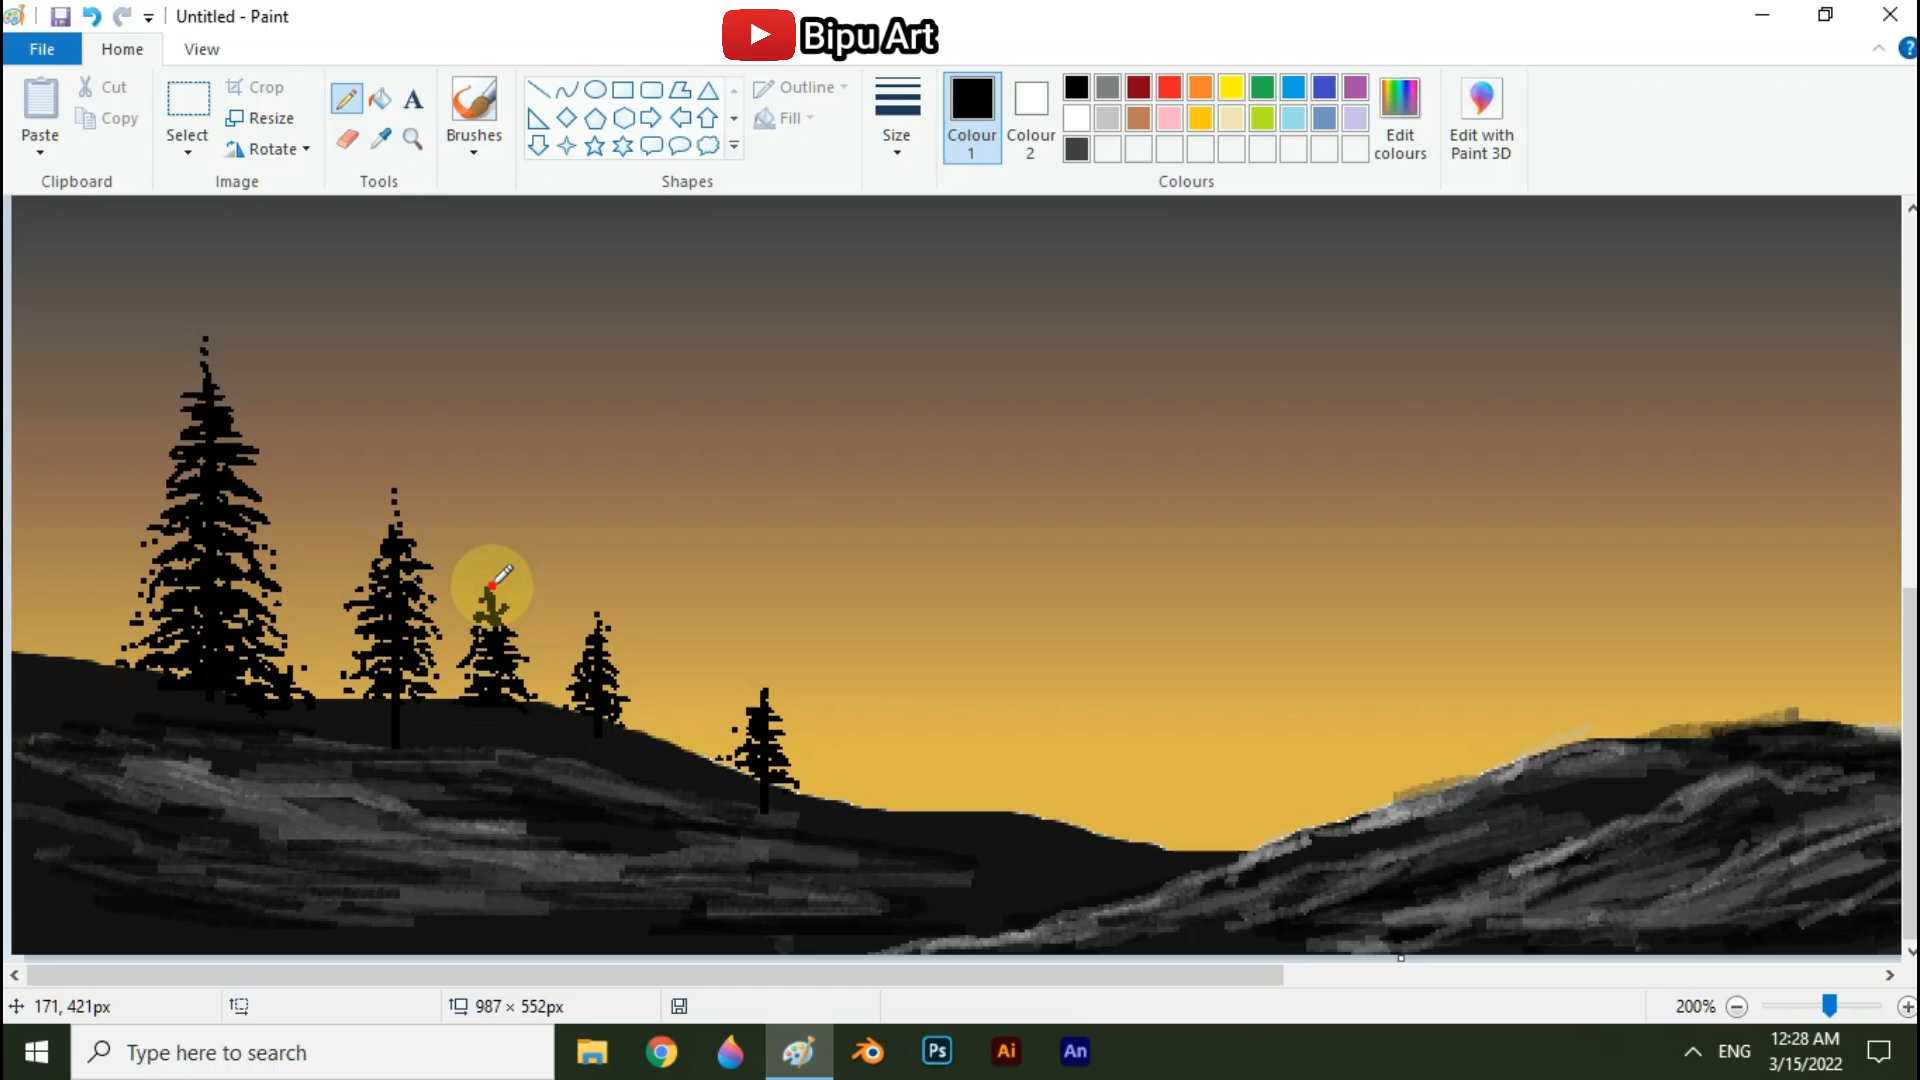 Untitled - Paint
Bipu Art
File Home View
Paste
Cut
Copy
Clipboard
Select
Crop
Resize
Rotate
Image
A
Tools
Brushes
Shapes
Outline
Fill
Size
Colour 1
Colour 2
Colours
Edit colours
Edit with Paint 3D
?
171, 421px
987 × 552px
200%
Type here to search
Ps
Ai
An
ENG
12:28 AM
3/15/2022